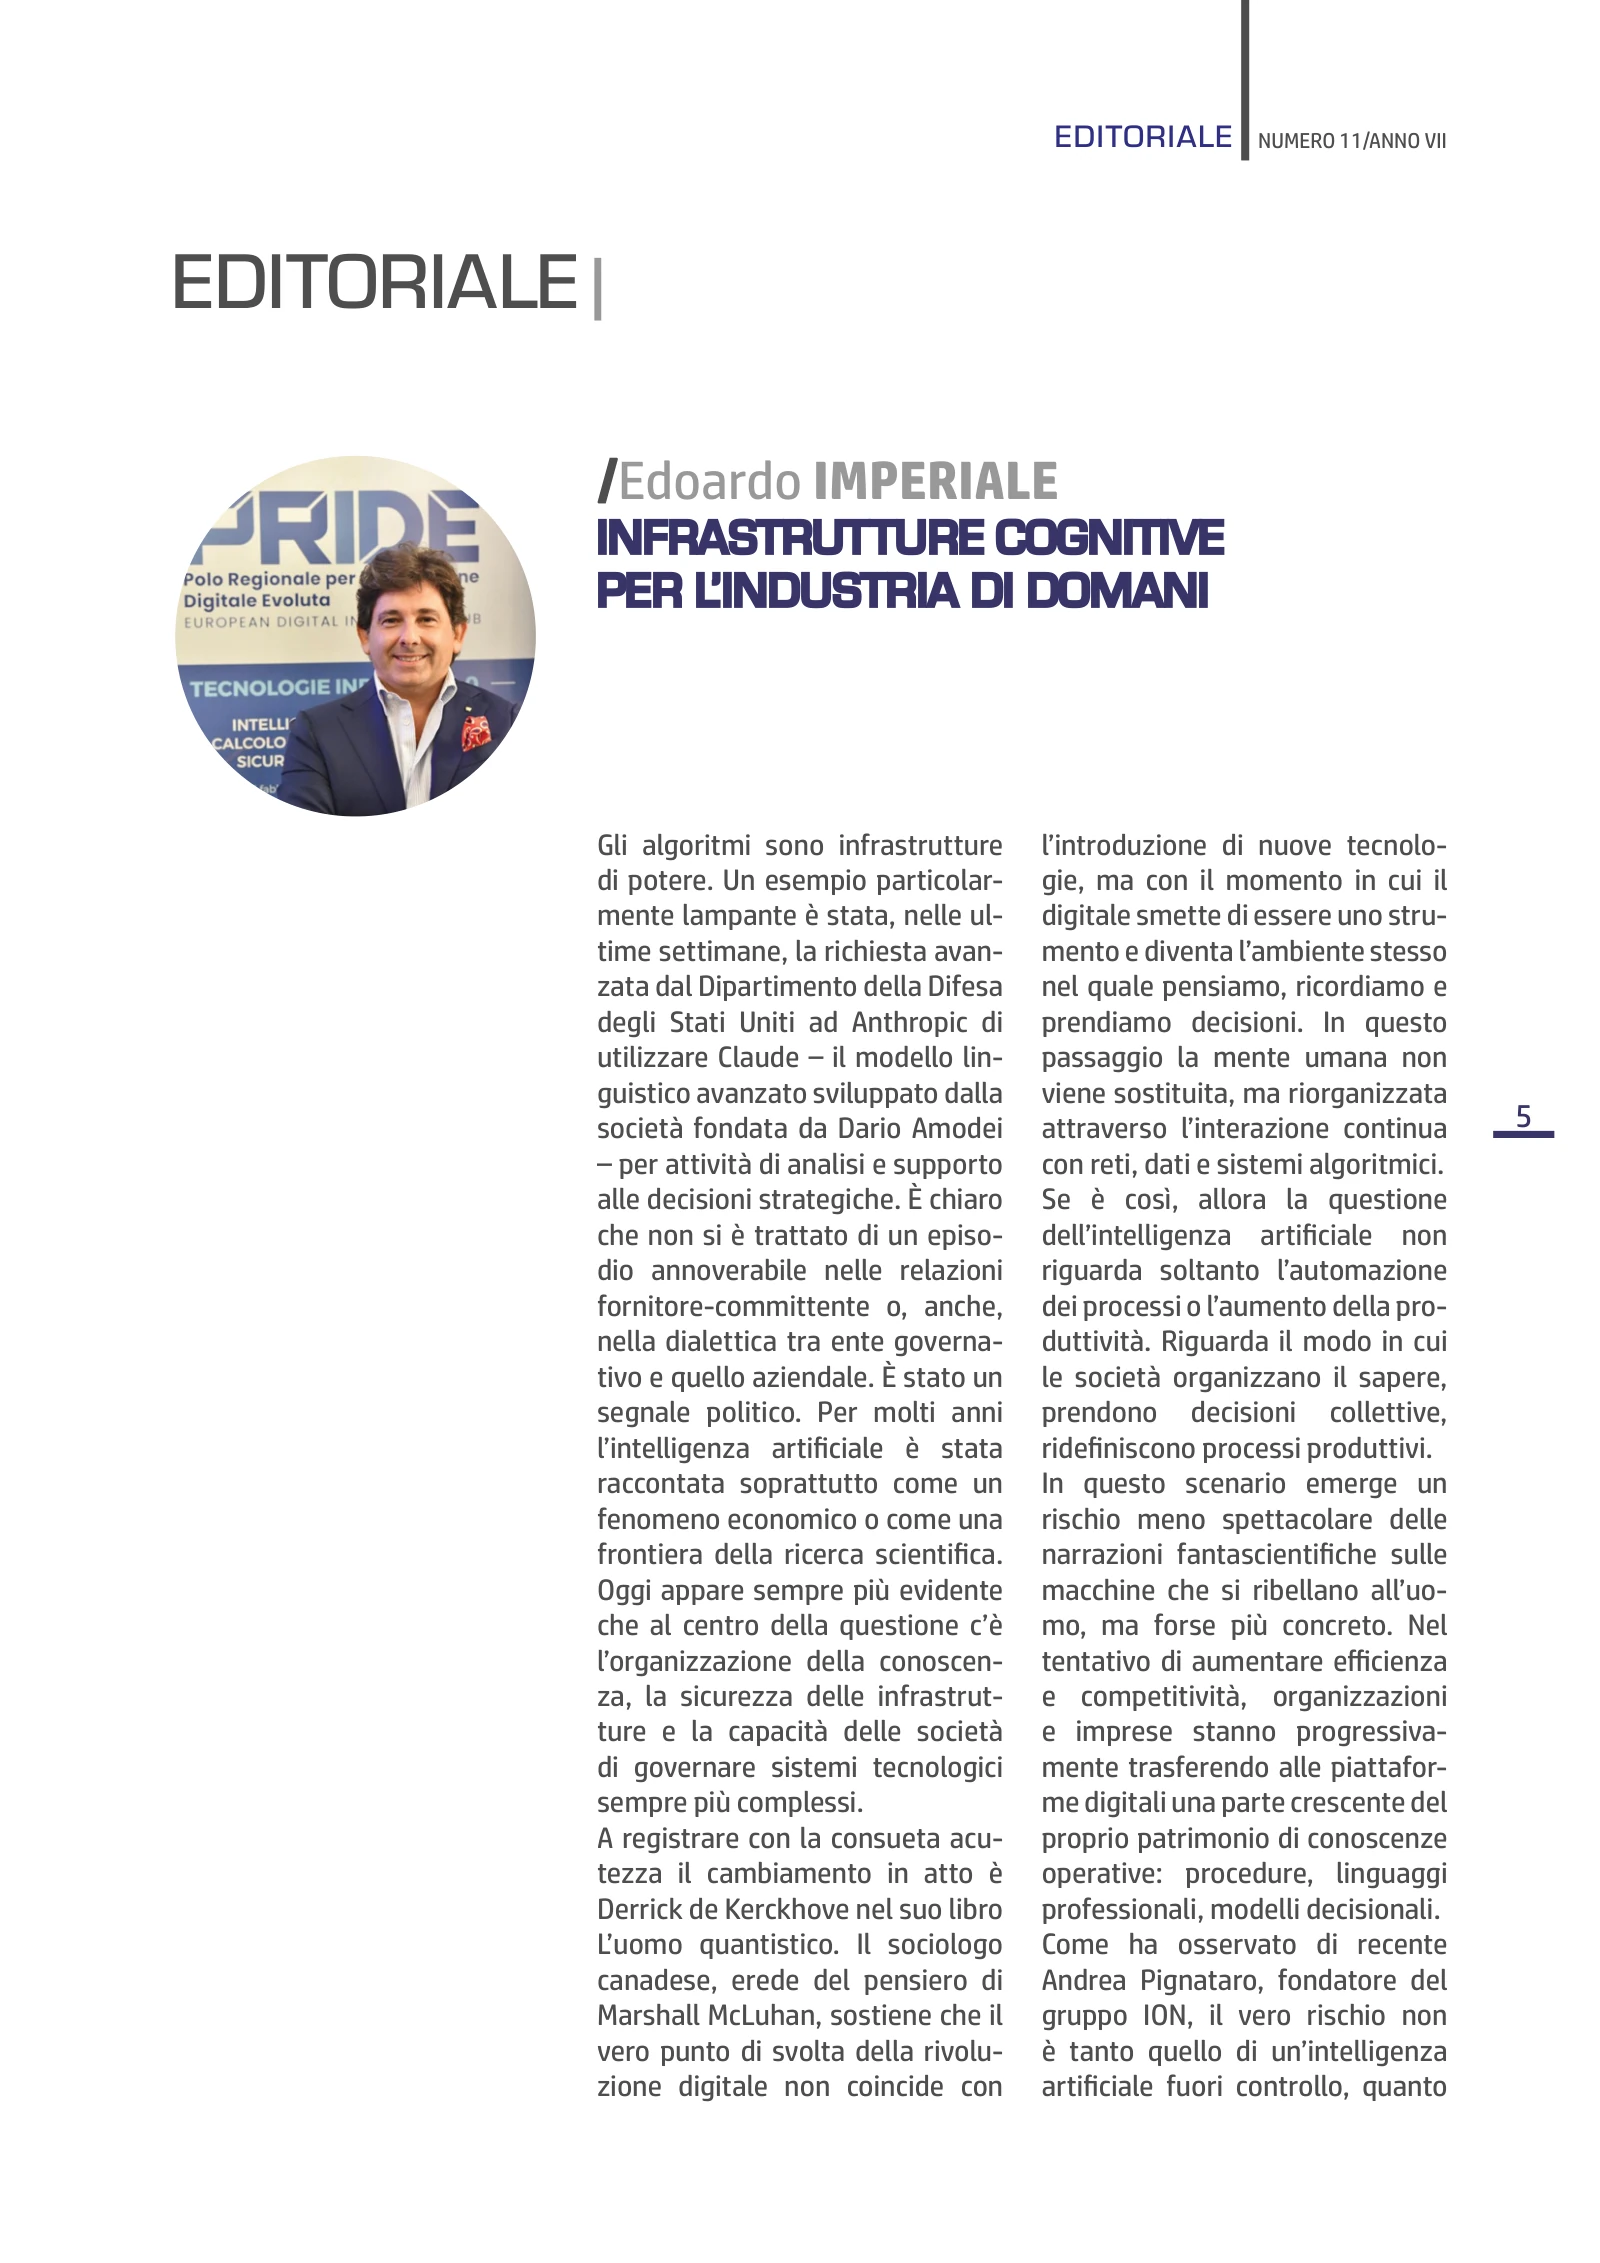 EDITORIALE NUMERO 11/ANNO VII
EDITORIALE
/Edoardo IMPERIALE
INFRASTRUTTURE COGNITIVE
PER L'INDUSTRIA DI DOMANI
PRIDE
Polo Regionale per
ne
Digitale Evoluta
EUROPEAN DIGITAL IN
UB
TECNOLOGIE INF
INTELLI
CALCOLO
SICUR
fab'
Gli algoritmi sono infrastrutture
di potere. Un esempio particolar-
mente lampante è stata, nelle ul-
time settimane, la richiesta avan-
zata dal Dipartimento della Difesa
degli Stati Uniti ad Anthropic di
utilizzare Claude – il modello lin-
guistico avanzato sviluppato dalla
società fondata da Dario Amodei
– per attività di analisi e supporto
alle decisioni strategiche. È chiaro
che non si è trattato di un episo-
dio annoverabile nelle relazioni
fornitore-committente o, anche,
nella dialettica tra ente governa-
tivo e quello aziendale. È stato un
segnale politico. Per molti anni
l'intelligenza artificiale è stata
raccontata soprattutto come un
fenomeno economico o come una
frontiera della ricerca scientifica.
Oggi appare sempre più evidente
che al centro della questione c'è
l'organizzazione della conoscen-
za, la sicurezza delle infrastrut-
ture e la capacità delle società
di governare sistemi tecnologici
sempre più complessi.
A registrare con la consueta acu-
tezza il cambiamento in atto è
Derrick de Kerckhove nel suo libro
L'uomo quantistico. Il sociologo
canadese, erede del pensiero di
Marshall McLuhan, sostiene che il
vero punto di svolta della rivolu-
zione digitale non coincide con
l'introduzione di nuove tecnolo-
gie, ma con il momento in cui il
digitale smette di essere uno stru-
mento e diventa l'ambiente stesso
nel quale pensiamo, ricordiamo e
prendiamo decisioni. In questo
passaggio la mente umana non
viene sostituita, ma riorganizzata
attraverso l'interazione continua
con reti, dati e sistemi algoritmici.
Se è così, allora la questione
dell'intelligenza artificiale non
riguarda soltanto l'automazione
dei processi o l'aumento della pro-
duttività. Riguarda il modo in cui
le società organizzano il sapere,
prendono decisioni collettive,
ridefiniscono processi produttivi.
In questo scenario emerge un
rischio meno spettacolare delle
narrazioni fantascientifiche sulle
macchine che si ribellano all'uo-
mo, ma forse più concreto. Nel
tentativo di aumentare efficienza
e competitività, organizzazioni
e imprese stanno progressiva-
mente trasferendo alle piattafor-
me digitali una parte crescente del
proprio patrimonio di conoscenze
operative: procedure, linguaggi
professionali, modelli decisionali.
Come ha osservato di recente
Andrea Pignataro, fondatore del
gruppo ION, il vero rischio non
è tanto quello di un'intelligenza
artificiale fuori controllo, quanto
5